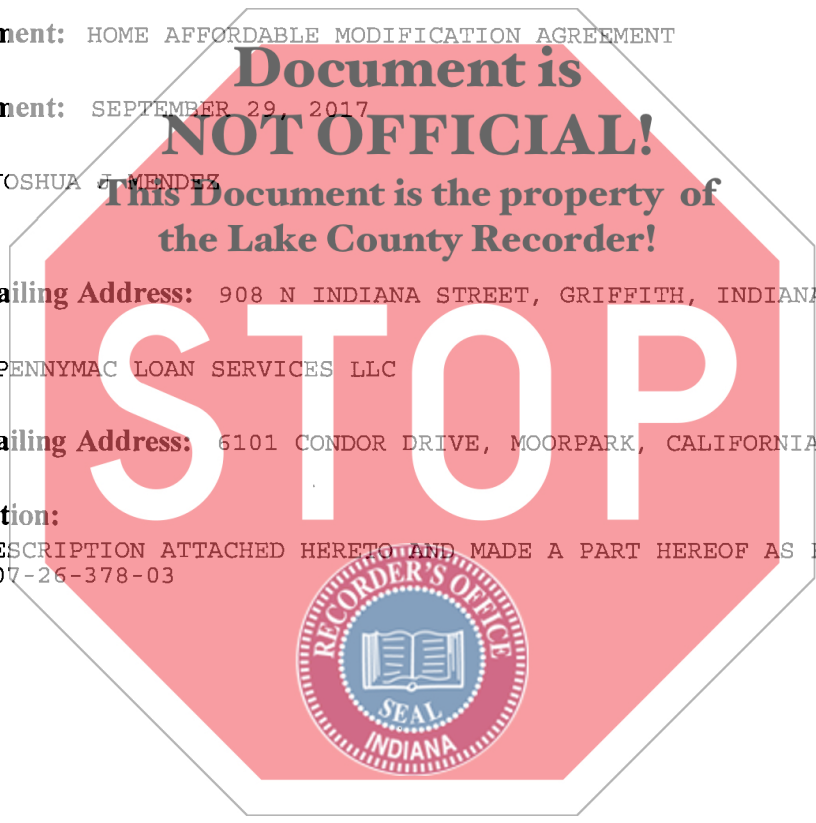 ment: HOME AFFORDABLE MODIFICATION AGREEMENT
Document is
ment: SEPTEMBER 29, 2017
NOT OFFICIAL!
JOSHUA J MENDEZ
This Document is the property of
the Lake County Recorder!
ailing Address: 908 N INDIANA STREET, GRIFFITH, INDIANA
STOP
PENNYMAC LOAN SERVICES LLC
ailing Address: 6101 CONDOR DRIVE, MOORPARK, CALIFORNIA
tion:
ESCRIPTION ATTACHED HERETO AND MADE A PART HEREOF AS
07-26-378-03
RECORDER'S OFFICE
SEAL
INDIANA